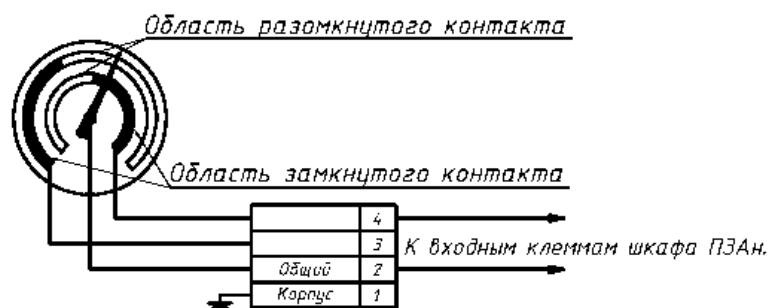 Область разомкнутого контакта
Область замкнутого контакта
4
3
К входным клеммам шкафа ПЗАн.
Общий 2
Корпус 1